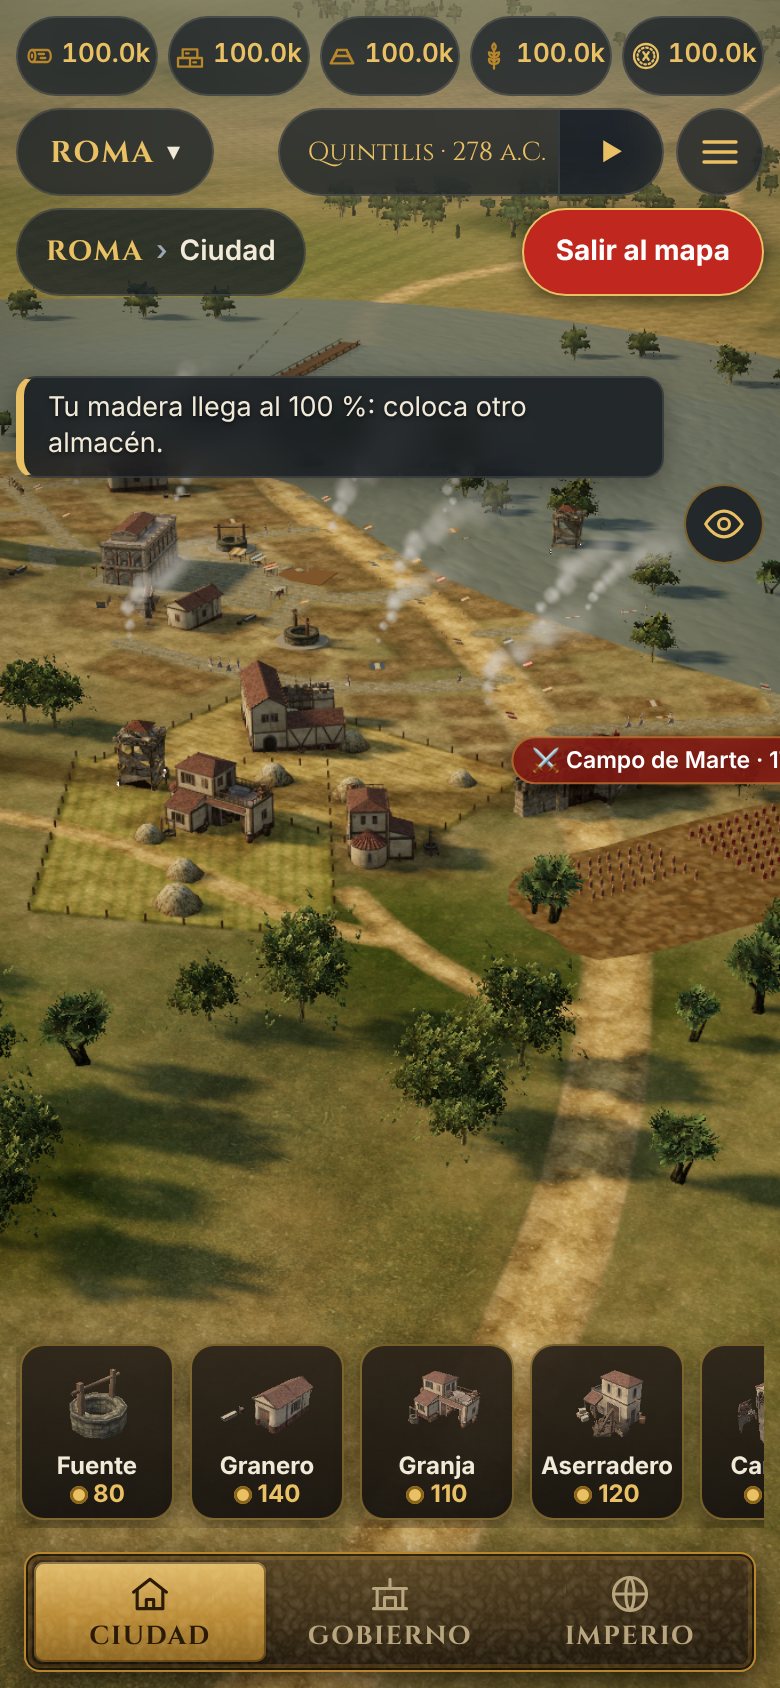 100.0k 100.0k 100.0k 100.0k 100.0k
ROMA ▾ QUINTILIS · 278 A.C.
ROMA › Ciudad Salir al mapa
Tu madera llega al 100 %: coloca otro
almacén.
Campo de Marte · 1
Fuente Granero Granja Aserradero Ca
80 140 110 120
CIUDAD GOBIERNO IMPERIO